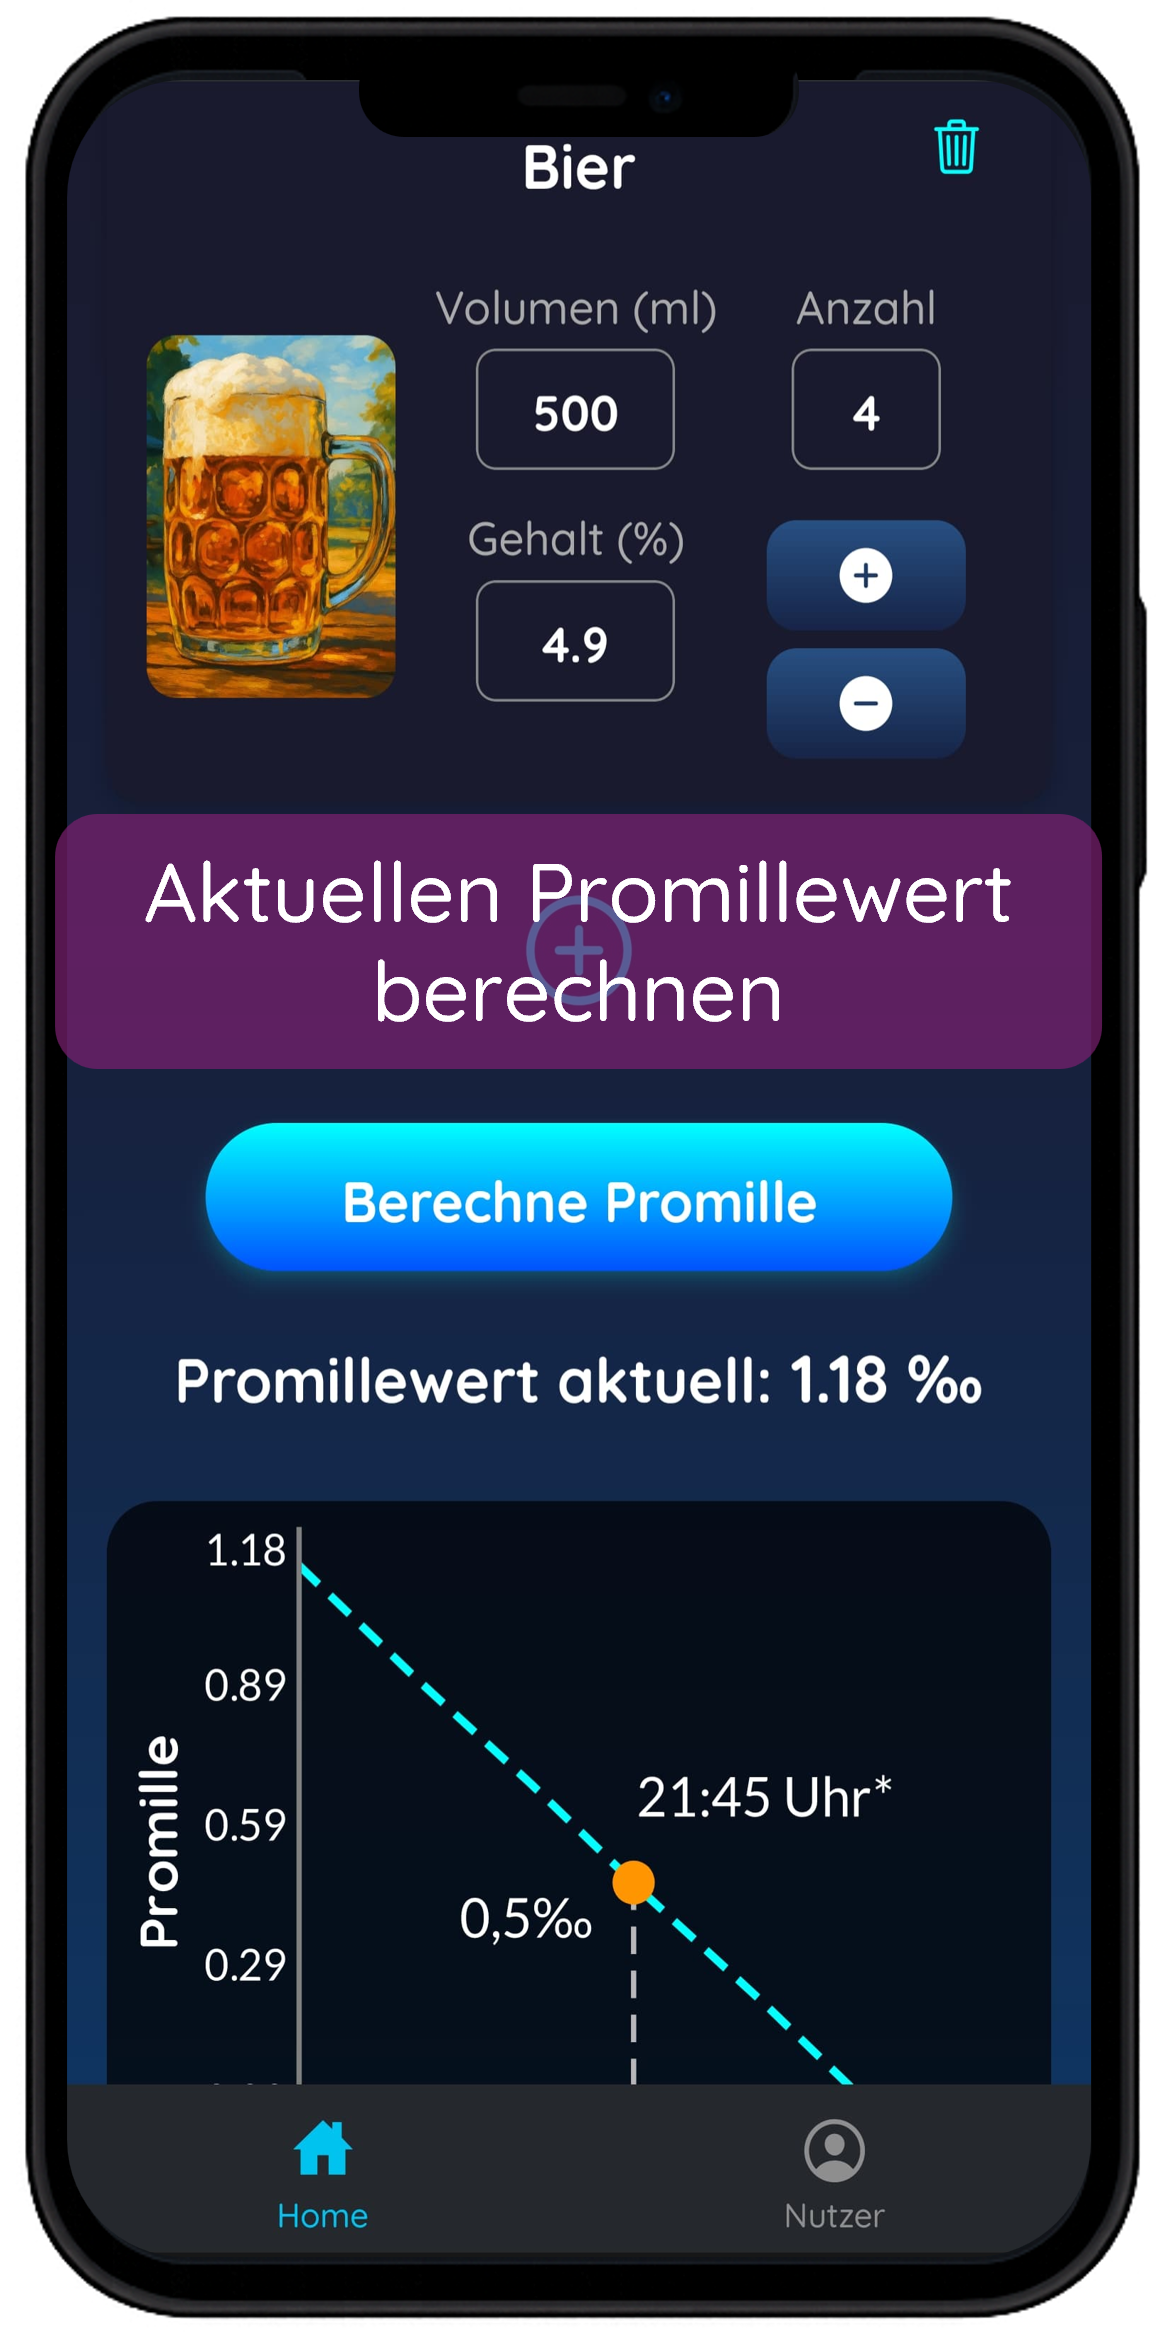 Bier
Volumen (ml) Anzahl
500 4
Gehalt (%)
4.9
Aktuellen Promillewert
berechnen
Berechne Promille
Promillewert aktuell: 1.18 ‰
1.18
0.89
21:45 Uhr*
0.59
Promille
0,5‰
0.29
Home Nutzer